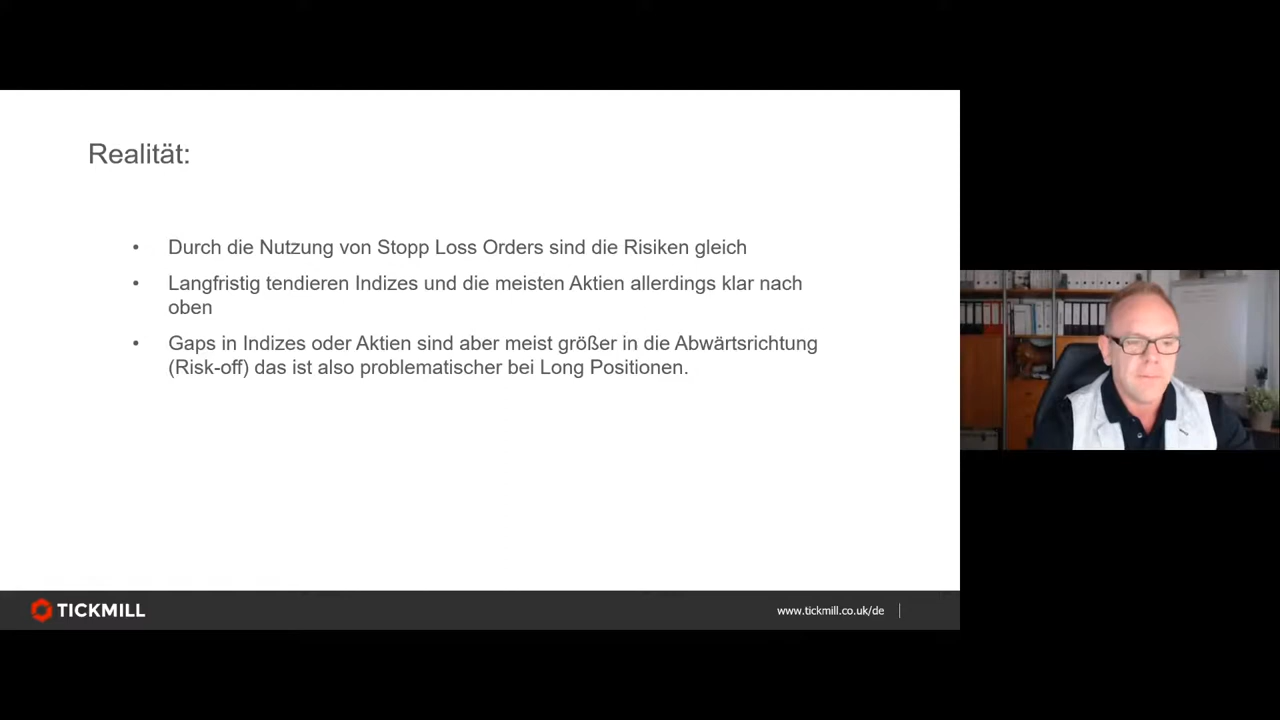 Realität:
• Durch die Nutzung von Stopp Loss Orders sind die Risiken gleich
• Langfristig tendieren Indizes und die meisten Aktien allerdings klar nach
oben
• Gaps in Indizes oder Aktien sind aber meist größer in die Abwärtsrichtung
(Risk-off) das ist also problematischer bei Long Positionen.
TICKMILL
www.tickmill.co.uk/de